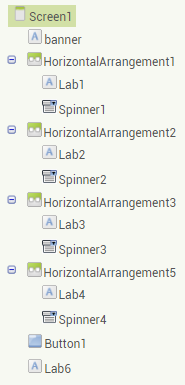 Screen1
banner
HorizontalArrangement1
Lab1
Spinner1
HorizontalArrangement2
Lab2
Spinner2
HorizontalArrangement3
Lab3
Spinner3
HorizontalArrangement5
Lab4
Spinner4
Button1
Lab6